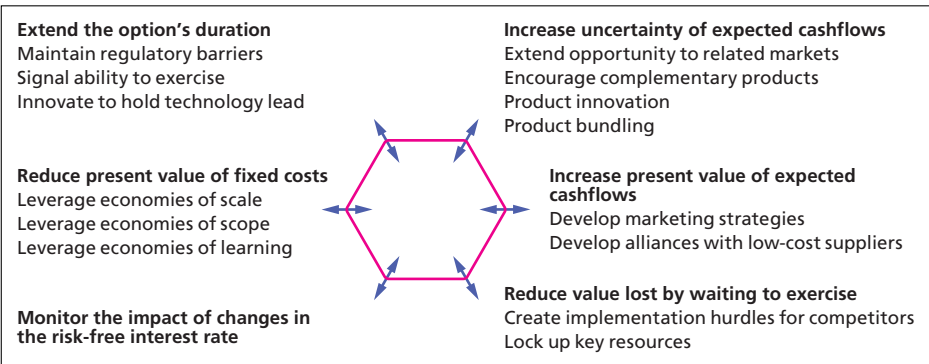 Extend the option's duration
Maintain regulatory barriers
Signal ability to exercise
Innovate to hold technology lead
Increase uncertainty of expected cashflows
Extend opportunity to related markets
Encourage complementary products
Product innovation
Product bundling
Reduce present value of fixed costs
Leverage economies of scale
Leverage economies of scope
Leverage economies of learning
Increase present value of expected
cashflows
Develop marketing strategies
Develop alliances with low-cost suppliers
Monitor the impact of changes in
the risk-free interest rate
Reduce value lost by waiting to exercise
Create implementation hurdles for competitors
Lock up key resources